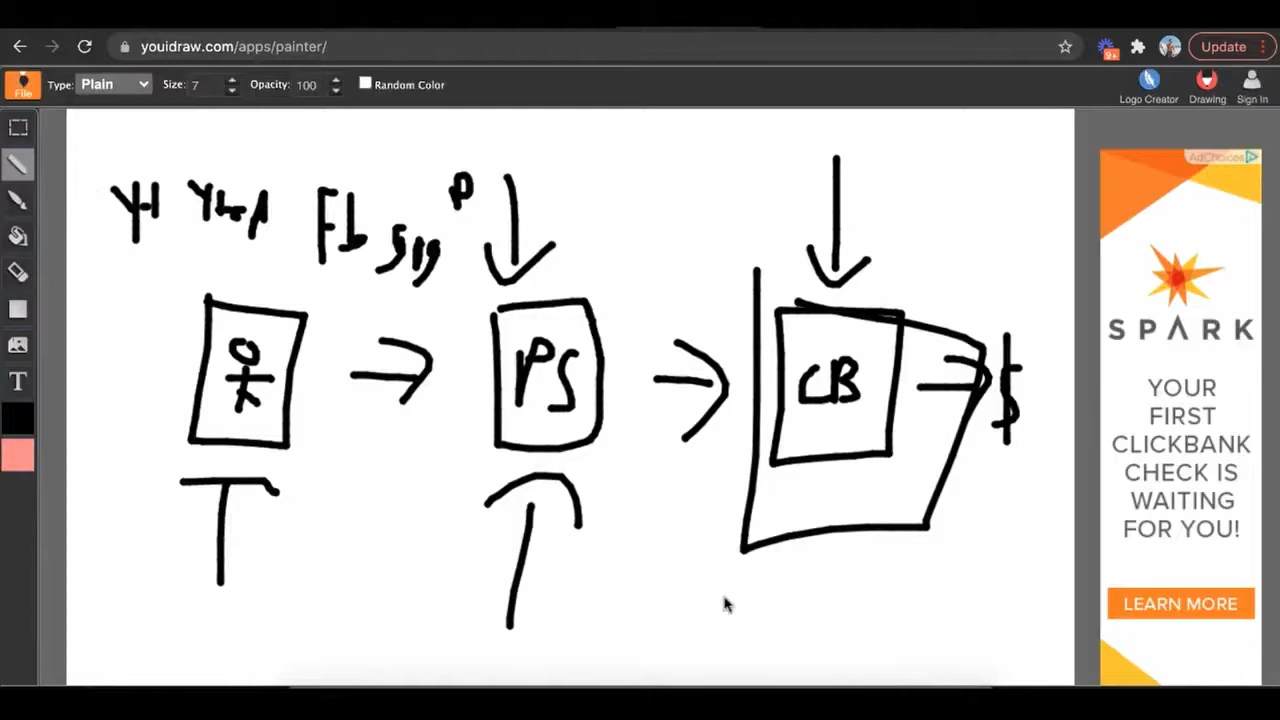 youidraw.com/apps/painter/
9+
Update
File
Type: Plain
Size: 7
Opacity: 100
Random Color
Logo Creator
Drawing
Sign In
Fb
P
PS
CB
$
T
AdChoices
SPARK
YOUR
FIRST
CLICKBANK
CHECK IS
WAITING
FOR YOU!
LEARN MORE